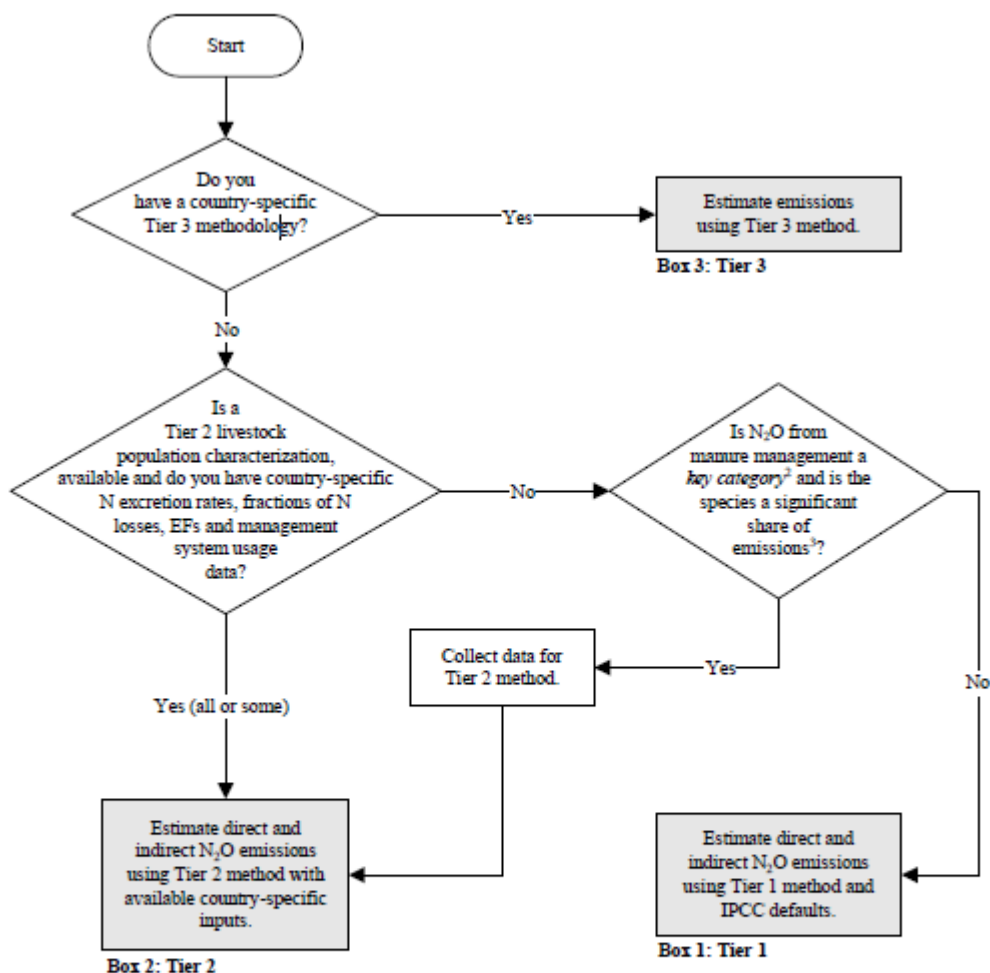 Start
Do you
have a country-specific
Tier 3 methodology?
Yes
Estimate emissions
using Tier 3 method.
Box 3: Tier 3
No
Is a
Tier 2 livestock
population characterization,
available and do you have country-specific
N excretion rates, fractions of N
losses, EFs and management
system usage
data?
No
Is N₂O from
manure management a
key category² and is the
species a significant
share of
emissions³?
Collect data for
Tier 2 method.
Yes
No
Yes (all or some)
Estimate direct and
indirect N₂O emissions
using Tier 2 method with
available country-specific
inputs.
Box 2: Tier 2
Estimate direct and
indirect N₂O emissions
using Tier 1 method and
IPCC defaults.
Box 1: Tier 1